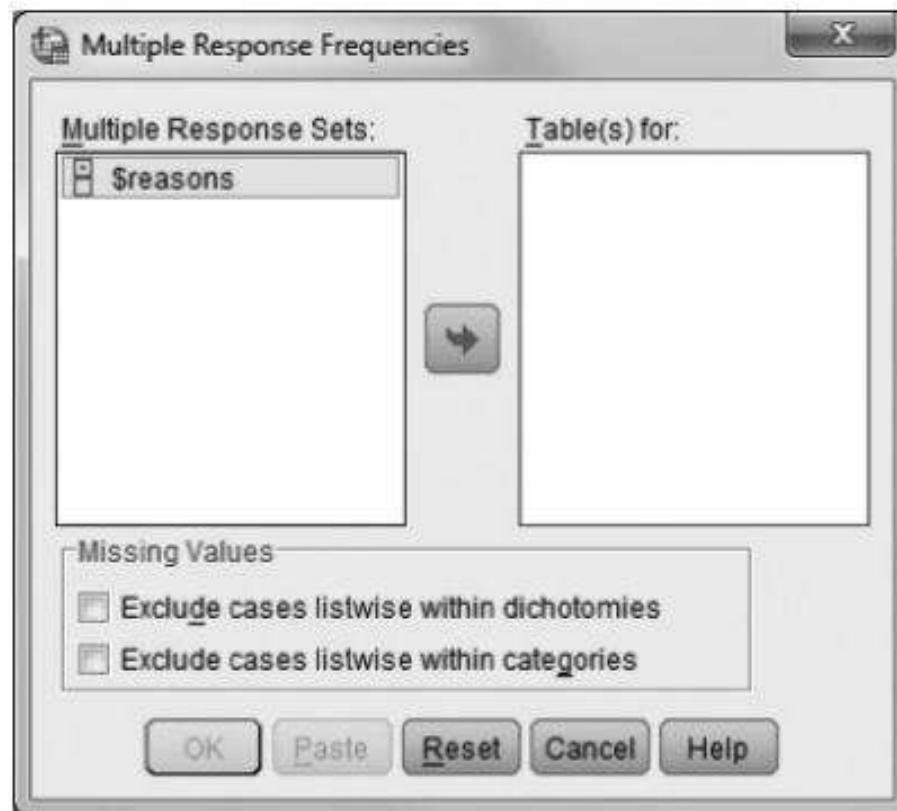 Multiple Response Frequencies
x
Multiple Response Sets:
Table(s) for:
$reasons
Missing Values
Exclude cases listwise within dichotomies
Exclude cases listwise within categories
OK Paste Reset Cancel Help